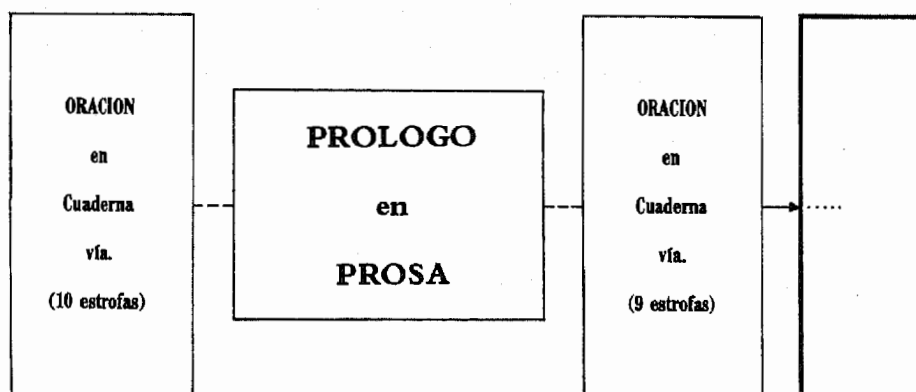 ORACION
en
Cuaderna
vía.
(10 estrofas)
PROLOGO
en
PROSA
ORACION
en
Cuaderna
vía.
(9 estrofas)
.....